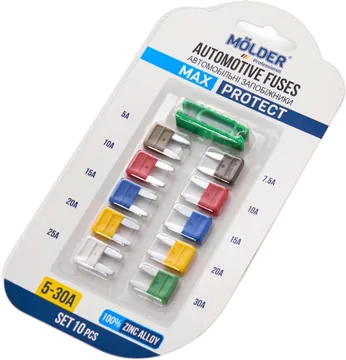 MÖLDER
Professional
AUTOMOTIVE FUSES
АВТОМОБІЛЬНІ ЗАПОБІЖНИКИ
MAX PROTECT
5A
7.5A
10A
10A
15A
15A
20A
20A
25A
30A
5-30A
SET 10 PCS
100% ZINC ALLOY